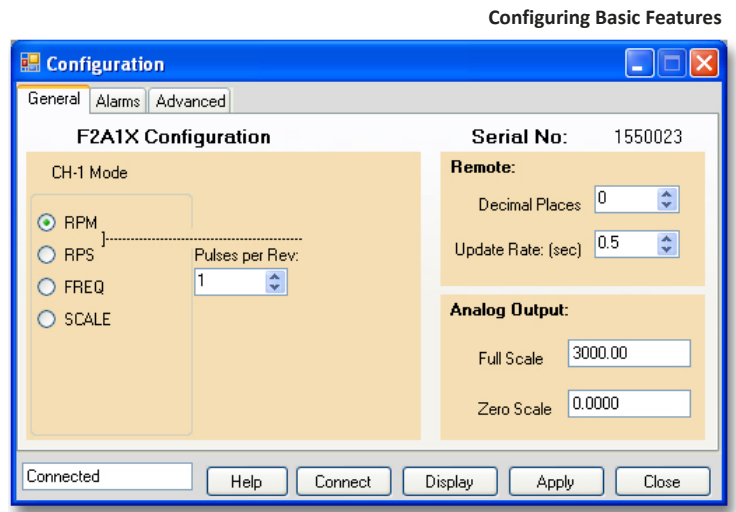 Configuring Basic Features
Configuration
General Alarms Advanced
F2A1X Configuration
Serial No: 1550023
CH-1 Mode
RPM
RPS
FREQ
SCALE
Pulses per Rev:
1
Remote:
Decimal Places 0
Update Rate: (sec) 0.5
Analog Output:
Full Scale 3000.00
Zero Scale 0.0000
Connected Help Connect Display Apply Close